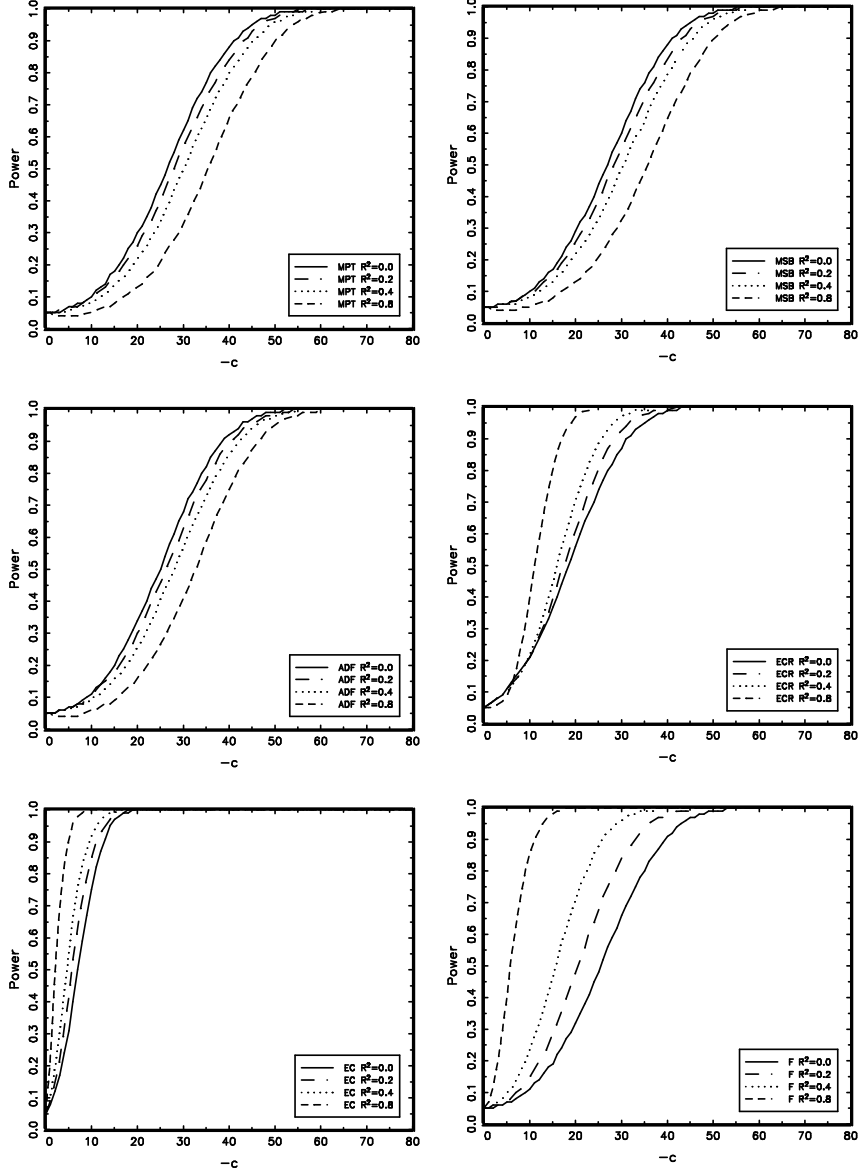 Power
0.0 0.1 0.2 0.3 0.4 0.5 0.6 0.7 0.8 0.9 1.0
MPT R²=0.0
MPT R²=0.2
MPT R²=0.4
MPT R²=0.8
0 10 20 30 40 50 60 70 80
−c
Power
0.0 0.1 0.2 0.3 0.4 0.5 0.6 0.7 0.8 0.9 1.0
MSB R²=0.0
MSB R²=0.2
MSB R²=0.4
MSB R²=0.8
0 10 20 30 40 50 60 70 80
−c
Power
0.0 0.1 0.2 0.3 0.4 0.5 0.6 0.7 0.8 0.9 1.0
ADF R²=0.0
ADF R²=0.2
ADF R²=0.4
ADF R²=0.8
0 10 20 30 40 50 60 70 80
−c
Power
0.0 0.1 0.2 0.3 0.4 0.5 0.6 0.7 0.8 0.9 1.0
ECR R²=0.0
ECR R²=0.2
ECR R²=0.4
ECR R²=0.8
0 10 20 30 40 50 60 70 80
−c
Power
0.0 0.1 0.2 0.3 0.4 0.5 0.6 0.7 0.8 0.9 1.0
EC R²=0.0
EC R²=0.2
EC R²=0.4
EC R²=0.8
0 10 20 30 40 50 60 70 80
−c
Power
0.0 0.1 0.2 0.3 0.4 0.5 0.6 0.7 0.8 0.9 1.0
F R²=0.0
F R²=0.2
F R²=0.4
F R²=0.8
0 10 20 30 40 50 60 70 80
−c